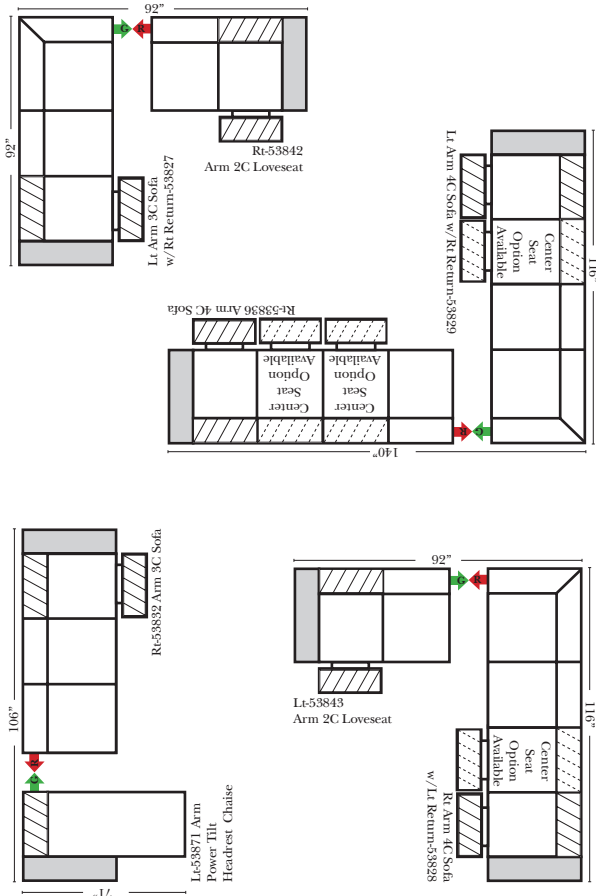 92”
G R
92”
Rt-53842
Arm 2C Loveseat
Lt Arm 3C Sofa
w/Rt Return-53827
Lt Arm 4C Sofa w/Rt Return-53829
Center
Seat
Option
Available
116”
Rt-53836 Arm 4C Sofa
Center
Seat
Option
Available
Center
Seat
Option
Available
R G
140”
Rt-53832 Arm 3C Sofa
106”
R
G
Lt-53871 Arm
Power Tilt
Headrest Chaise
71”
92”
G R
Lt-53843
Arm 2C Loveseat
Center
Seat
Option
Available
116”
Rt Arm 4C Sofa
w/Lt Return-53828